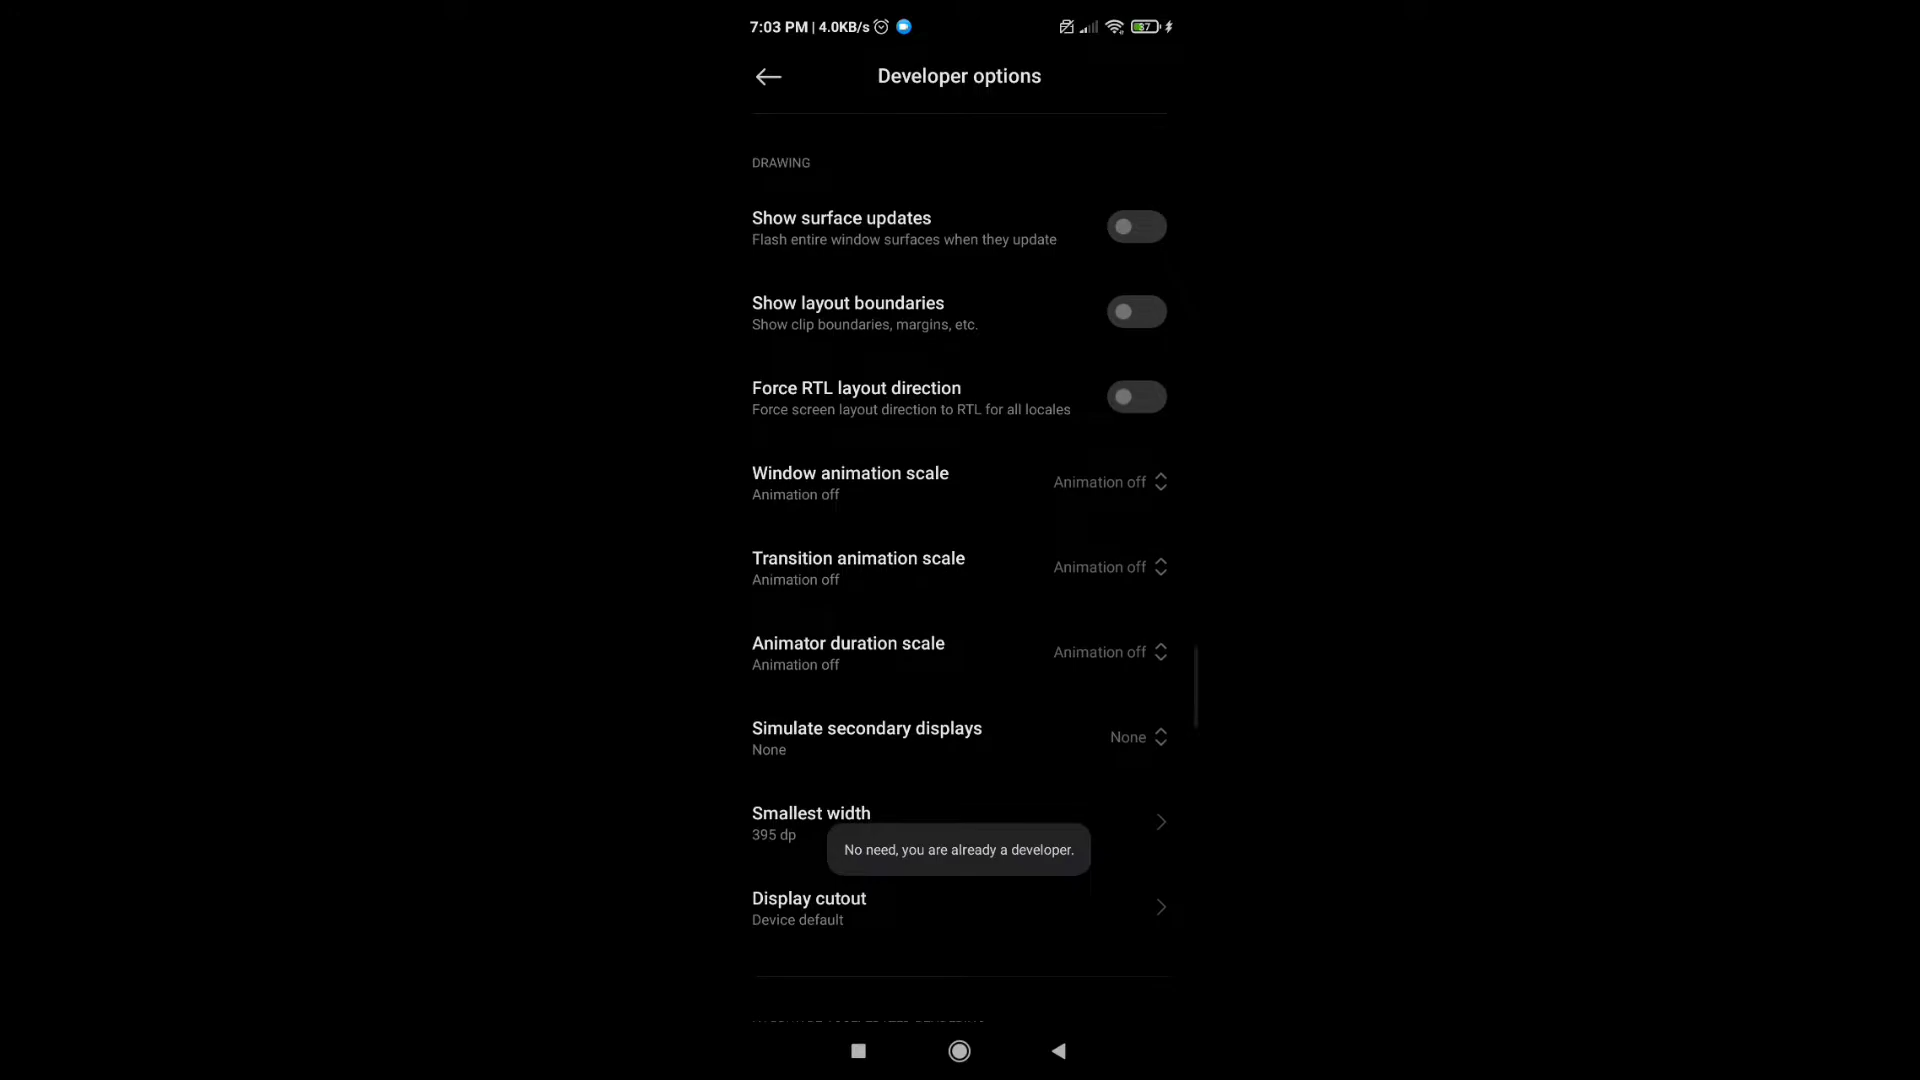 7:03 PM | 4.0KB/s
37
Developer options
DRAWING
Show surface updates
Flash entire window surfaces when they update
Show layout boundaries
Show clip boundaries, margins, etc.
Force RTL layout direction
Force screen layout direction to RTL for all locales
Window animation scale
Animation off
Animation off
Transition animation scale
Animation off
Animation off
Animator duration scale
Animation off
Animation off
Simulate secondary displays
None
None
Smallest width
395 dp
No need, you are already a developer.
Display cutout
Device default